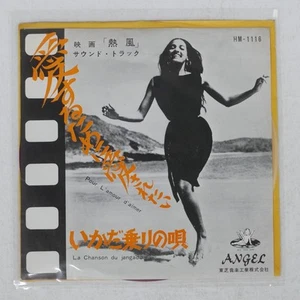 映画「熱風」
サウンド・トラック
HM-1116
Pour L'amour d'aimer
いかだ乗りの唄
La Chanson du jangada
ANGEL
東芝音楽工業株式会社